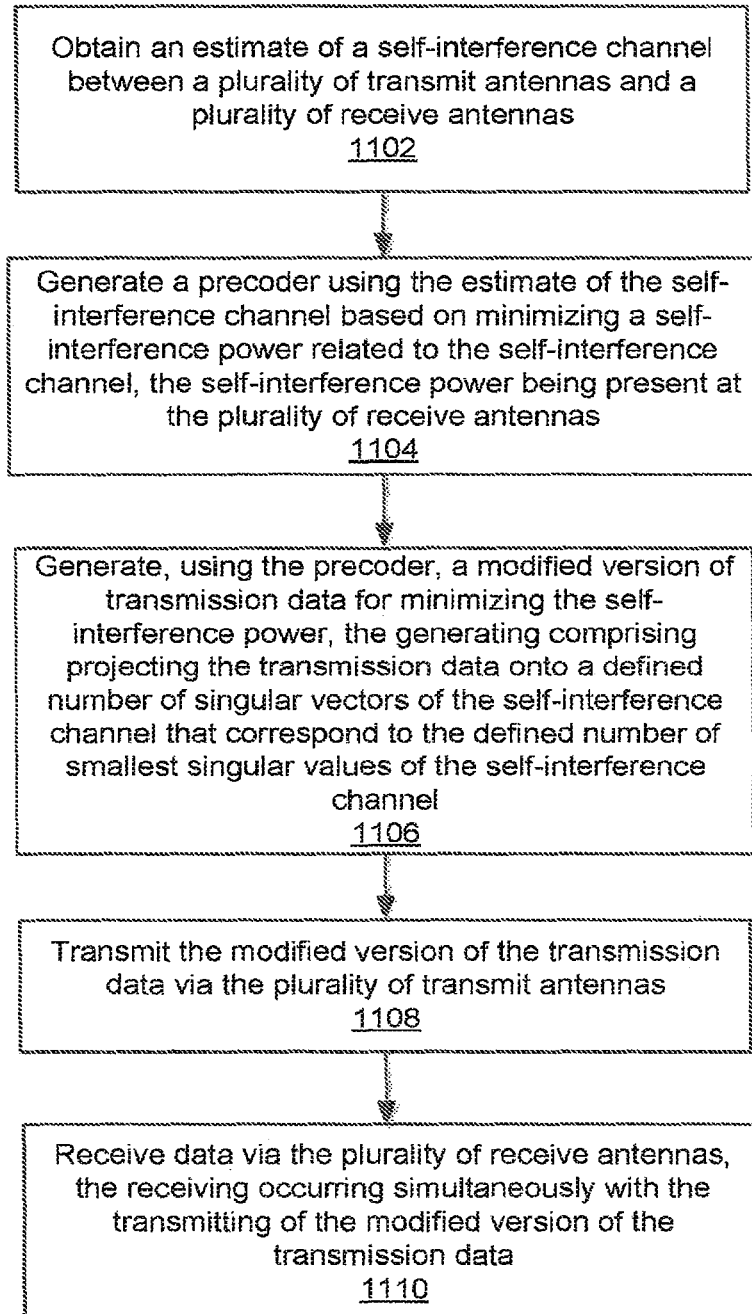 Obtain an estimate of a self-interference channel
between a plurality of transmit antennas and a
plurality of receive antennas
1102
Generate a precoder using the estimate of the self-
interference channel based on minimizing a self-
interference power related to the self-interference
channel, the self-interference power being present at
the plurality of receive antennas
1104
Generate, using the precoder, a modified version of
transmission data for minimizing the self-
interference power, the generating comprising
projecting the transmission data onto a defined
number of singular vectors of the self-interference
channel that correspond to the defined number of
smallest singular values of the self-interference
channel
1106
Transmit the modified version of the transmission
data via the plurality of transmit antennas
1108
Receive data via the plurality of receive antennas,
the receiving occurring simultaneously with the
transmitting of the modified version of the
transmission data
1110